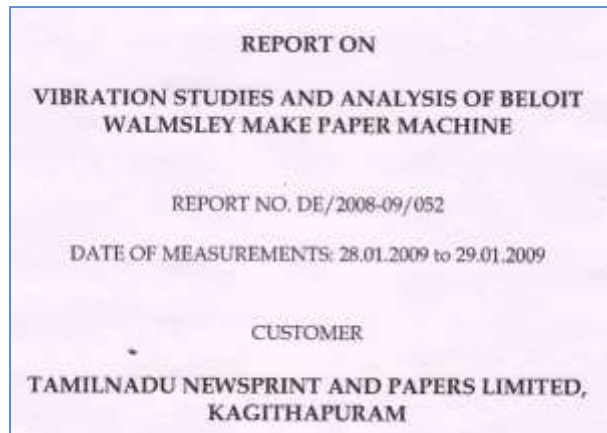 REPORT ON
VIBRATION STUDIES AND ANALYSIS OF BELOIT
WALMSLEY MAKE PAPER MACHINE
REPORT NO. DE/2008-09/052
DATE OF MEASUREMENTS: 28.01.2009 to 29.01.2009
CUSTOMER
TAMILNADU NEWSPRINT AND PAPERS LIMITED,
KAGITHAPURAM